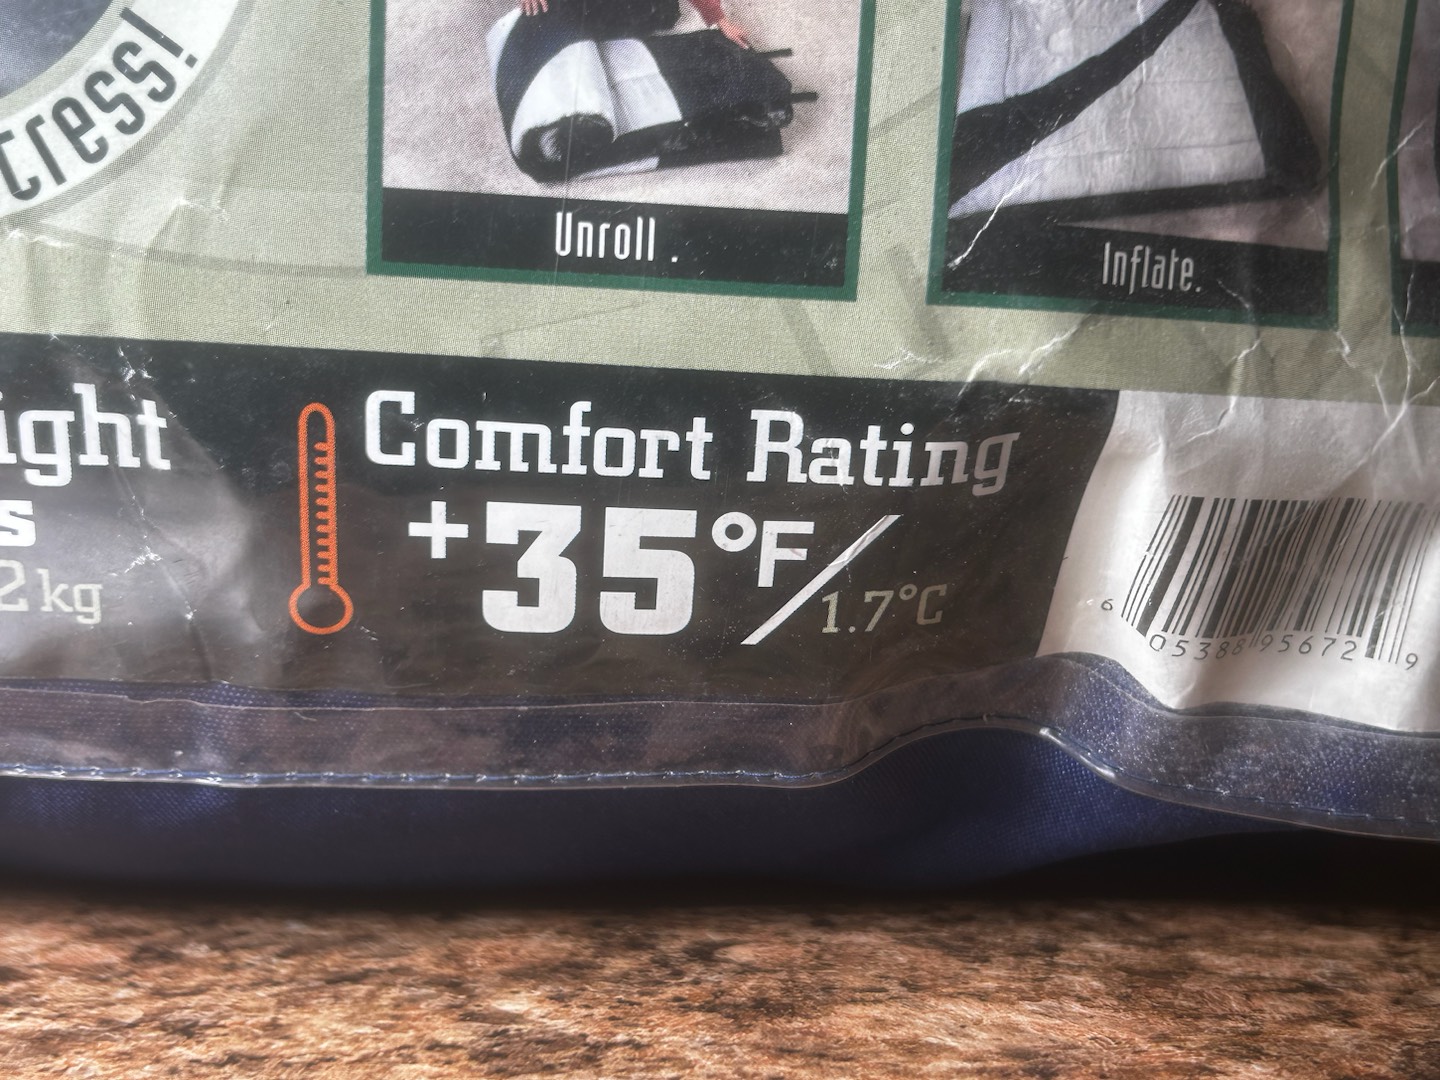 tress!
Unroll .
Inflate.
ight
s
2 kg
Comfort Rating
+35°F/1.7°C
6 05388 95672 9